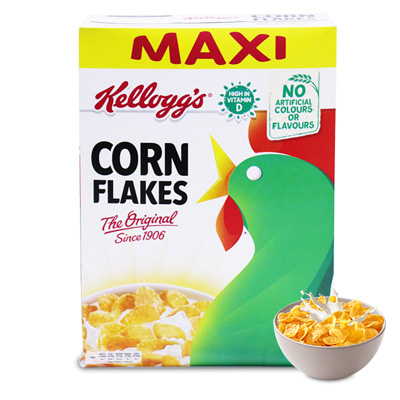 MAXI
Kellogg's
HIGH IN
VITAMIN
D
NO
ARTIFICIAL
COLOURS
OR
FLAVOURS
CORN
FLAKES
The Original
Since 1906